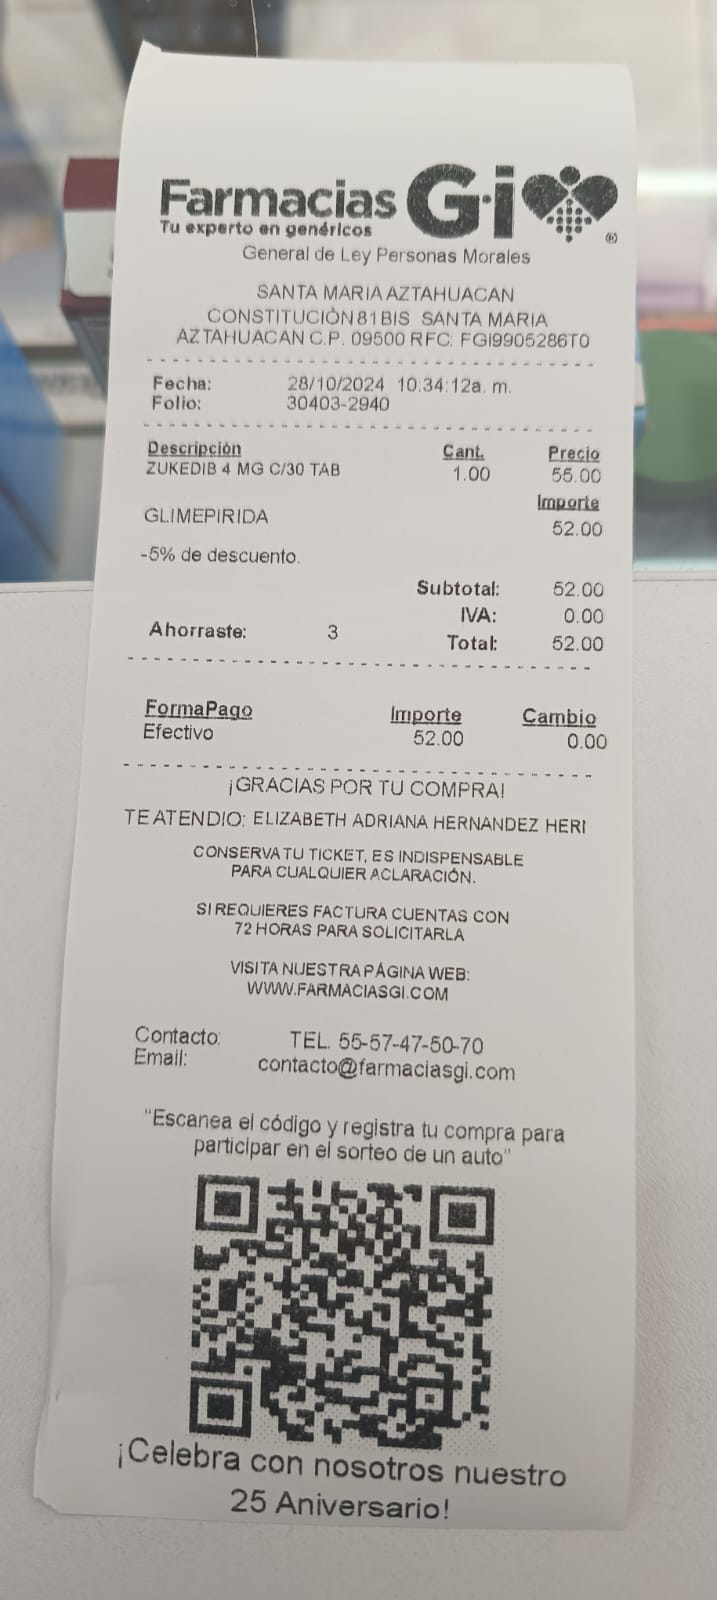 Farmacias G·i ®
Tu experto en genéricos
General de Ley Personas Morales
SANTA MARIA AZTAHUACAN
CONSTITUCIÓN 81 BIS SANTA MARIA
AZTAHUACAN C.P. 09500 RFC: FGI9905286T0
Fecha: 28/10/2024 10:34:12a. m.
Folio: 30403-2940
Descripción Cant. Precio
ZUKEDIB 4 MG C/30 TAB 1.00 55.00
Importe
GLIMEPIRIDA 52.00
-5% de descuento.
Subtotal: 52.00
IVA: 0.00
Ahorraste: 3 Total: 52.00
FormaPago Importe Cambio
Efectivo 52.00 0.00
¡GRACIAS POR TU COMPRA!
TE ATENDIO: ELIZABETH ADRIANA HERNANDEZ HERI
CONSERVA TU TICKET, ES INDISPENSABLE
PARA CUALQUIER ACLARACIÓN.
SI REQUIERES FACTURA CUENTAS CON
72 HORAS PARA SOLICITARLA
VISITA NUESTRA PÁGINA WEB:
WWW.FARMACIASGI.COM
Contacto: TEL. 55-57-47-50-70
Email: contacto@farmaciasgi.com
"Escanea el código y registra tu compra para
participar en el sorteo de un auto"
¡Celebra con nosotros nuestro
25 Aniversario!